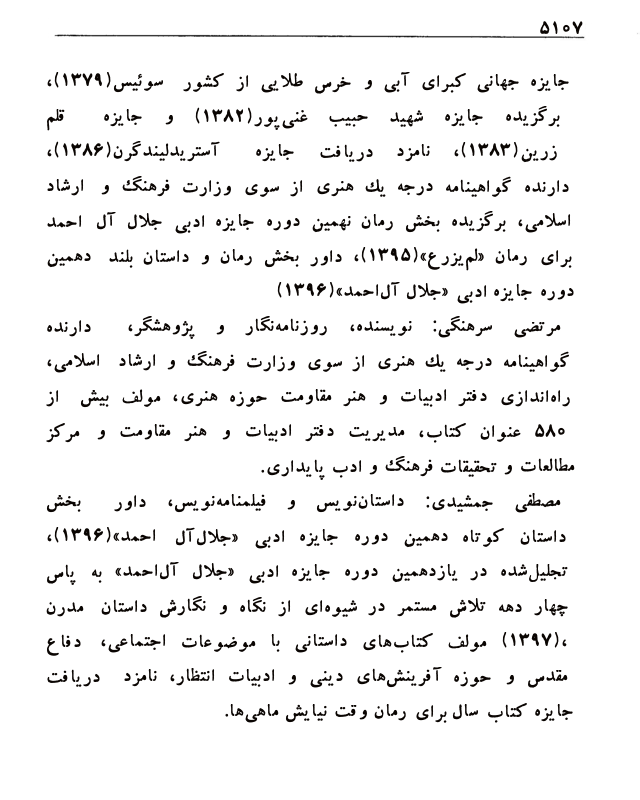 ۵۱۰۷
جایزه جهانی کبرای آبی و خرس طلایی از کشور سوئیس(۱۳۷۹)،
برگزیده جایزه شهید حبیب غنی‌پور(۱۳۸۲) و جایزه قلم
زرین(۱۳۸۳)، نامزد دریافت جایزه آستریدلیندگرن(۱۳۸۶)،
دارنده گواهینامه درجه یك هنری از سوی وزارت فرهنگ و ارشاد
اسلامی، برگزیده بخش رمان نهمین دوره جایزه ادبی جلال آل احمد
برای رمان «لم‌یزرع»(۱۳۹۵)، داور بخش رمان و داستان بلند دهمین
دوره جایزه ادبی «جلال آل‌احمد»(۱۳۹۶)
مرتضی سرهنگی: نویسنده، روزنامه‌نگار و پژوهشگر، دارنده
گواهینامه درجه یك هنری از سوی وزارت فرهنگ و ارشاد اسلامی،
راه‌اندازی دفتر ادبیات و هنر مقاومت حوزه هنری، مولف بیش از
۵۸۰ عنوان کتاب، مدیریت دفتر ادبیات و هنر مقاومت و مرکز
مطالعات و تحقیقات فرهنگ و ادب پایداری.
مصطفی جمشیدی: داستان‌نویس و فیلمنامه‌نویس، داور بخش
داستان کوتاه دهمین دوره جایزه ادبی «جلال‌آل احمد»(۱۳۹۶)،
تجلیل‌شده در یازدهمین دوره جایزه ادبی «جلال آل‌احمد» به پاس
چهار دهه تلاش مستمر در شیوه‌ای از نگاه و نگارش داستان مدرن
،(۱۳۹۷) مولف کتاب‌های داستانی با موضوعات اجتماعی، دفاع
مقدس و حوزه آفرینش‌های دینی و ادبیات انتظار، نامزد دریافت
جایزه کتاب سال برای رمان وقت نیایش ماهی‌ها.